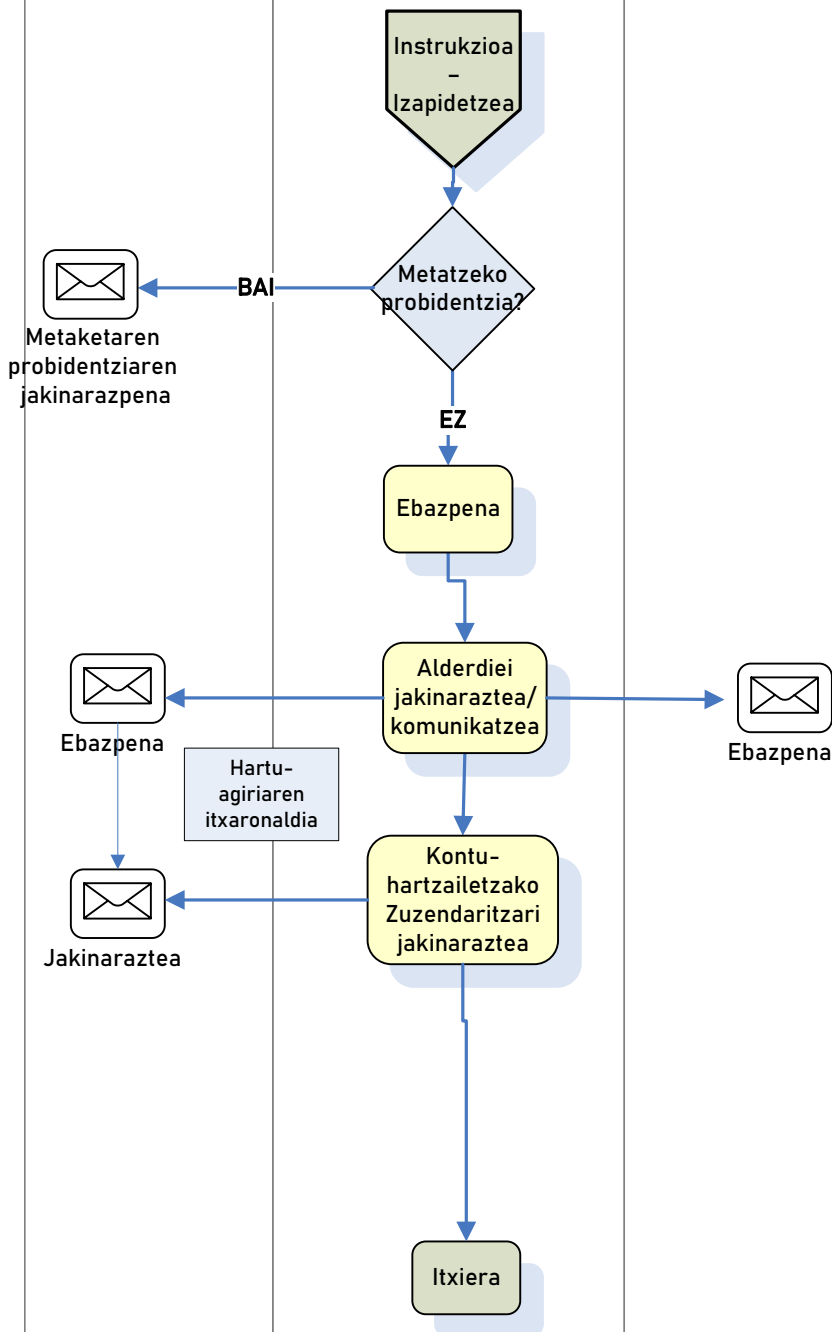 Instrukzioa
–
Izapidetzea
Metatzeko
probidentzia?
BAI
Metaketaren
probidentziaren
jakinarazpena
EZ
Ebazpena
Alderdiei
jakinaraztea/
komunikatzea
Ebazpena
Ebazpena
Hartu-
agiriaren
itxaronaldia
Kontu-
hartzailetzako
Zuzendaritzari
jakinaraztea
Jakinaraztea
Itxiera